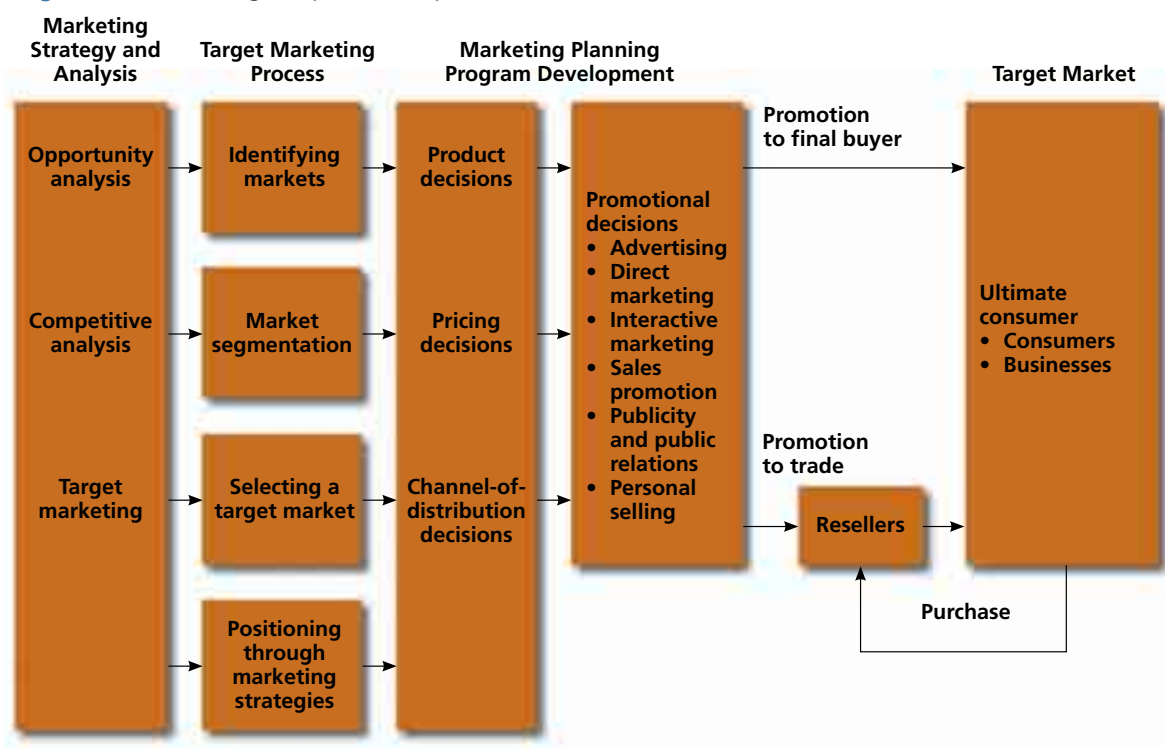 Marketing
Strategy and
Analysis
Target Marketing
Process
Marketing Planning
Program Development
Target Market
Opportunity
analysis
Competitive
analysis
Target
marketing
Identifying
markets
Market
segmentation
Selecting a
target market
Positioning
through
marketing
strategies
Product
decisions
Pricing
decisions
Channel-of-
distribution
decisions
Promotional
decisions
• Advertising
• Direct
marketing
• Interactive
marketing
• Sales
promotion
• Publicity
and public
relations
• Personal
selling
Promotion
to final buyer
Promotion
to trade
Resellers
Ultimate
consumer
• Consumers
• Businesses
Purchase